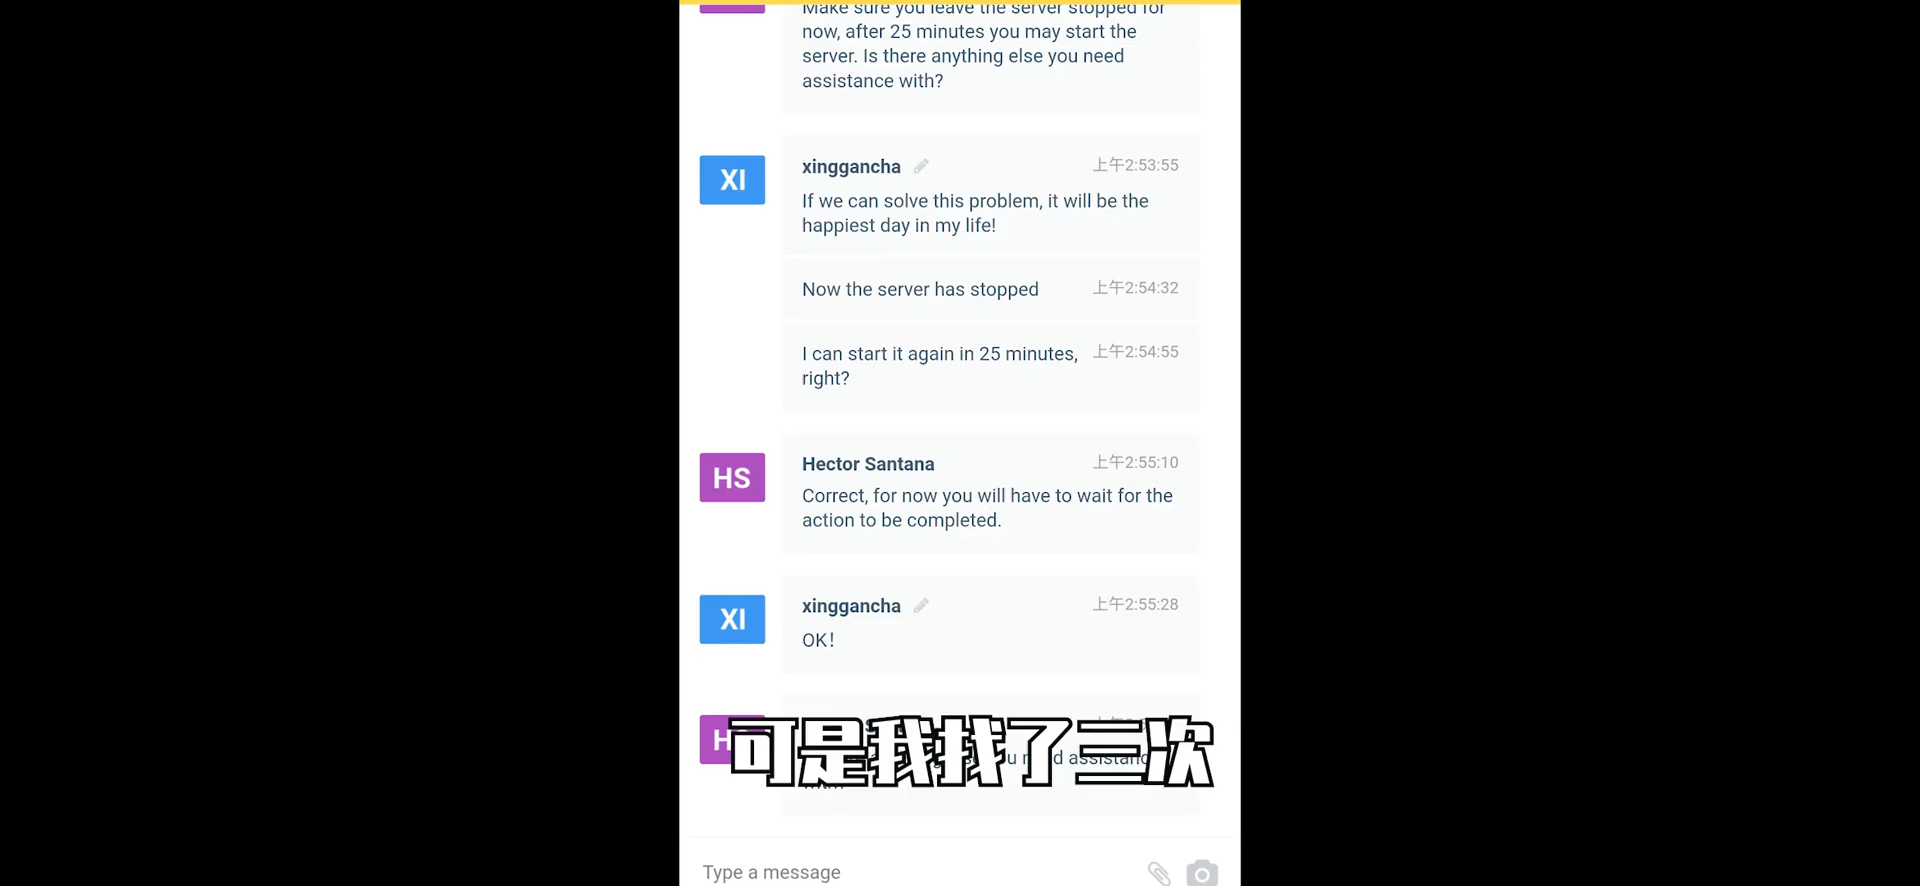 Make sure you leave the server stopped for
now, after 25 minutes you may start the
server. Is there anything else you need
assistance with?
XI
xinggancha
上午2:53:55
If we can solve this problem, it will be the
happiest day in my life!
Now the server has stopped
上午2:54:32
I can start it again in 25 minutes,
right?
上午2:54:55
HS
Hector Santana
上午2:55:10
Correct, for now you will have to wait for the
action to be completed.
XI
xinggancha
上午2:55:28
OK!
可是我找了三次
Type a message